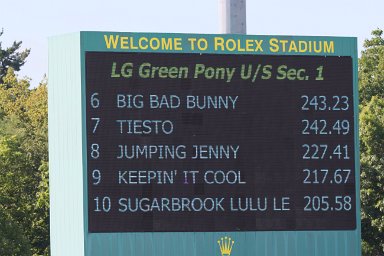 WELCOME TO ROLEX STADIUM
LG Green Pony U/S Sec. 1
6 BIG BAD BUNNY 243.23
7 TIESTO 242.49
8 JUMPING JENNY 227.41
9 KEEPIN' IT COOL 217.67
10 SUGARBROOK LULU LE 205.58